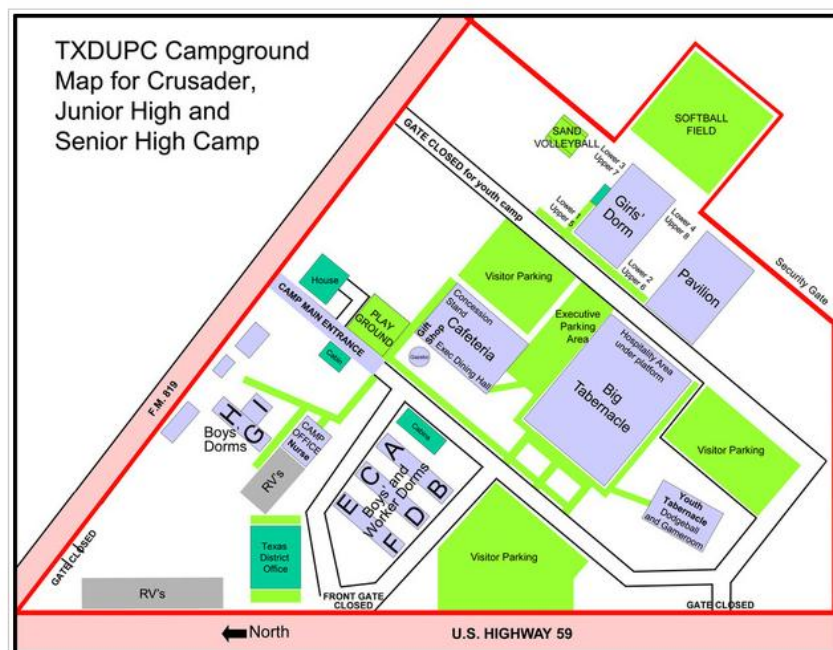 TXDUPC Campground
Map for Crusader,
Junior High and
Senior High Camp
SOFTBALL
FIELD
SAND
VOLLEYBALL
Lower 3
Upper 7
GATE CLOSED for youth camp
Girls'
Dorm
Lower 4
Upper 8
Lower 1
Upper 5
Lower 2
Upper 6
Pavilion
Security Gate
House
Visitor Parking
CAMP MAIN ENTRANCE
PLAY
GROUND
Concession
Stand
Cafeteria
Gift
Shop
Exec Dining Hall
Gazebo
Executive
Parking
Area
Hospitality Area
under platform
Big
Tabernacle
Cabin
F.M. 819
H
G
I
Boys'
Dorms
CAMP
OFFICE
Nurse
RV's
Cabins
A
C
E
Boys' and
Worker Dorms
B
D
F
Visitor Parking
Youth
Tabernacle
Dodgeball
and Gameroom
Texas
District
Office
Visitor Parking
GATE CLOSED
RV's
FRONT GATE
CLOSED
GATE CLOSED
North
U.S. HIGHWAY 59